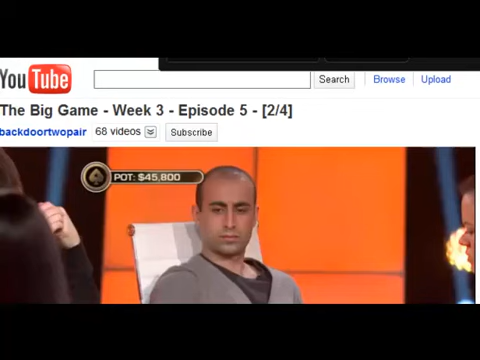 YouTube Search Browse Upload
The Big Game - Week 3 - Episode 5 - [2/4]
backdoortwopair 68 videos Subscribe
POT: $45,800